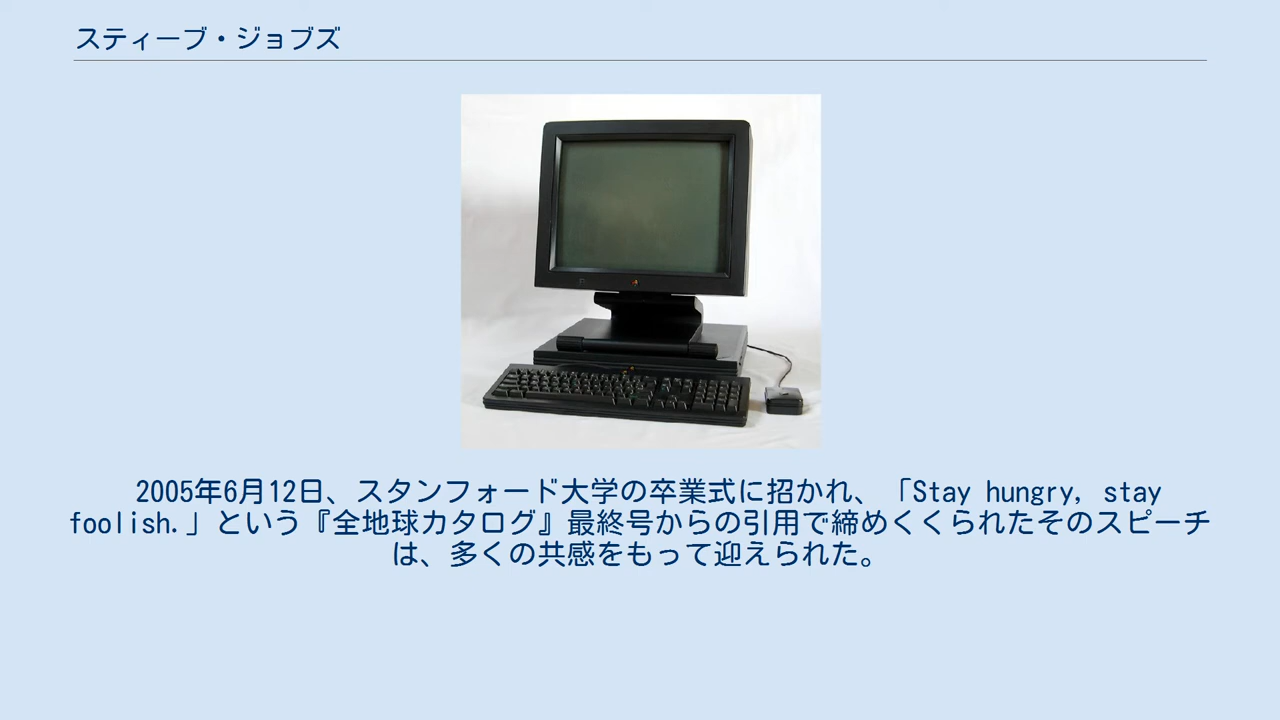 スティーブ・ジョブズ
2005年6月12日、スタンフォード大学の卒業式に招かれ、「Stay hungry, stay
foolish.」という『全地球カタログ』最終号からの引用で締めくくられたそのスピーチ
は、多くの共感をもって迎えられた。